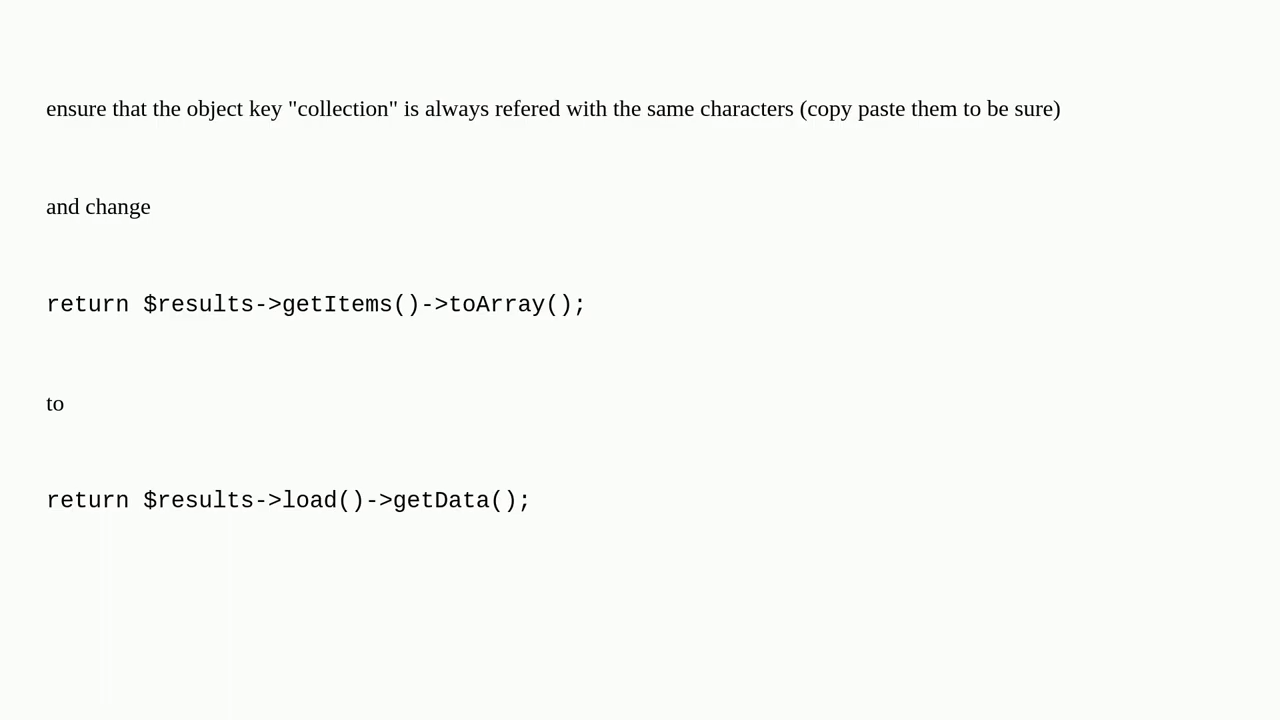 ensure that the object key "collection" is always refered with the same characters (copy paste them to be sure)
and change
return $results->getItems()->toArray();
to
return $results->load()->getData();